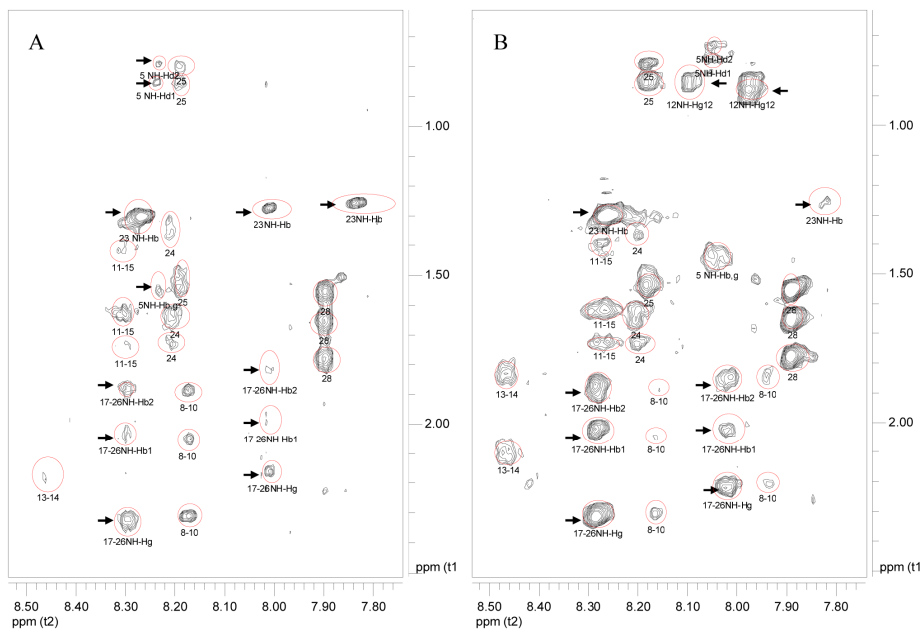 A
5 NH-Hd2
25
5 NH-Hd1
25
1.00
23 NH-Hb
23 NH-Hb
23NH-Hb
24
11-15
1.50
5NH-Hb,g
25
28
11-15
24
28
11-15
24
28
17-26NH-Hb2
8-10
17-26NH-Hb2
2.00
17-26NH-Hb1
8-10
17-26NH-Hb1
13-14
17-26NH-Hg
17-26NH-Hg
8-10
ppm (t1
8.50 8.40 8.30 8.20 8.10 8.00 7.90 7.80
ppm (t2)
B
5NH-Hd2
5NH-Hd1
25
12NH-Hg12
12NH-Hg12
1.00
23 NH-Hb
23NH-Hb
24
11-15
5 NH-Hb,g
1.50
25
28
11-15
24
28
11-15
24
28
13-14
17-26NH-Hb2
8-10
17-26NH-Hb2
8-10
2.00
17-26NH-Hb1
8-10
17-26NH-Hb1
13-14
17-26NH-Hg
8-10
17-26NH-Hg
8-10
ppm (t1
8.50 8.40 8.30 8.20 8.10 8.00 7.90 7.80
ppm (t2)